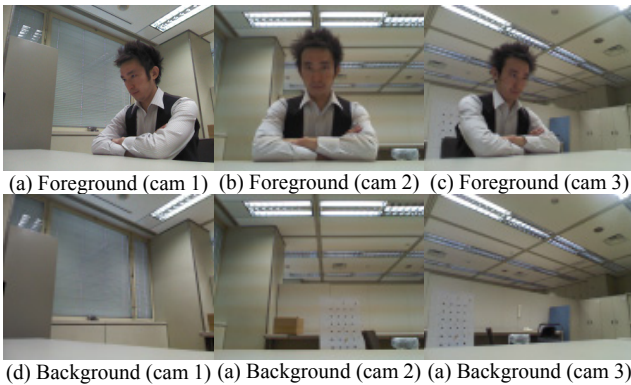 (a) Foreground (cam 1) (b) Foreground (cam 2) (c) Foreground (cam 3)
(d) Background (cam 1) (a) Background (cam 2) (a) Background (cam 3)